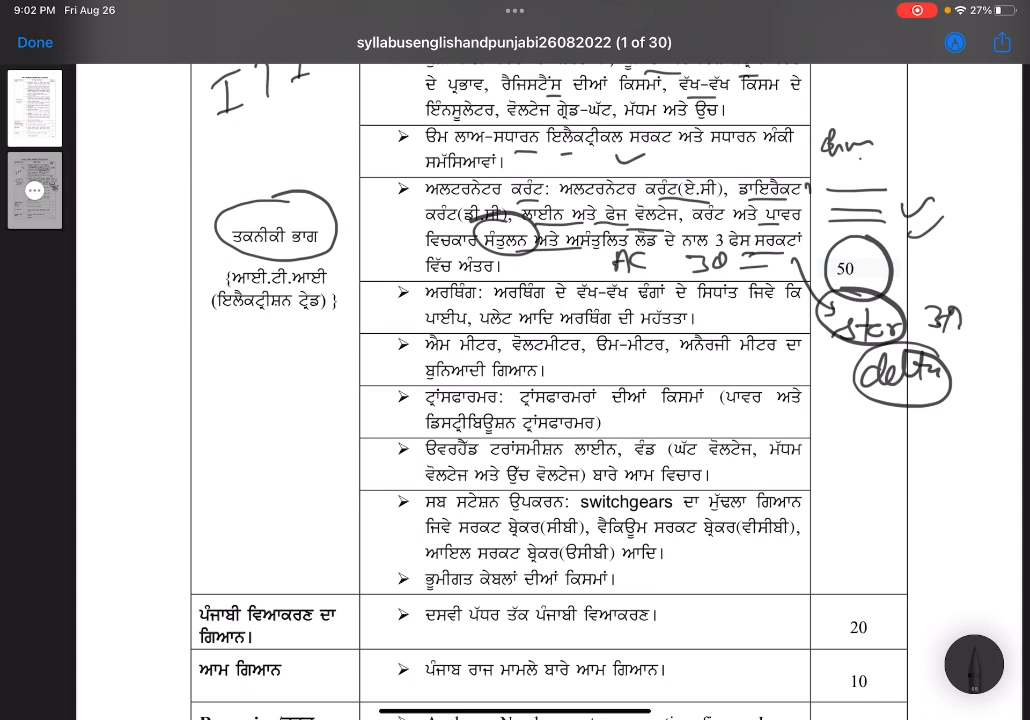 9:02 PM Fri Aug 26
27%
Done
syllabusenglishandpunjabi26082022 (1 of 30)
ITI
ਦੇ ਪ੍ਰਭਾਵ, ਰੈਜਿਸਟੈਂਸ ਦੀਆਂ ਕਿਸਮਾਂ, ਵੱਖ-ਵੱਖ ਕਿਸਮ ਦੇ
ਇੰਨਸੂਲੇਟਰ, ਵੋਲਟੇਜ ਗ੍ਰੇਡ-ਘੱਟ, ਮੱਧਮ ਅਤੇ ਉਚ।
➢ ੳਮ ਲਾਅ-ਸਧਾਰਨ ਇਲੈਕਟ੍ਰੀਕਲ ਸਰਕਟ ਅਤੇ ਸਧਾਰਨ ਅੰਕੀ
ਸਮੱਸਿਆਵਾਂ।
➢ ਅਲਟਰਨੇਟਰ ਕਰੰਟ: ਅਲਟਰਨੇਟਰ ਕਰੰਟ(ਏ.ਸੀ), ਡਾਇਰੈਕਟ
ਕਰੰਟ(ਡੀ.ਸੀ), ਲਾਈਨ ਅਤੇ ਫੇਜ ਵੋਲਟੇਜ, ਕਰੰਟ ਅਤੇ ਪਾਵਰ
ਵਿਚਕਾਰ ਸੰਤੁਲਨ ਅਤੇ ਅਸੰਤੁਲਿਤ ਲੋਡ ਦੇ ਨਾਲ 3 ਫੇਸ ਸਰਕਟਾਂ
ਵਿੱਚ ਅੰਤਰ।
AC 3Ø
ਤਕਨੀਕੀ ਭਾਗ
{ਆਈ.ਟੀ.ਆਈ
(ਇਲੈਕਟ੍ਰੀਸ਼ਨ ਟ੍ਰੇਡ) }
50
star
delta
➢ ਅਰਥਿੰਗ: ਅਰਥਿੰਗ ਦੇ ਵੱਖ-ਵੱਖ ਢੰਗਾਂ ਦੇ ਸਿਧਾਂਤ ਜਿਵੇ ਕਿ
ਪਾਈਪ, ਪਲੇਟ ਆਦਿ ਅਰਥਿੰਗ ਦੀ ਮਹੱਤਤਾ।
➢ ਐਮ ਮੀਟਰ, ਵੋਲਟਮੀਟਰ, ੳਮ-ਮੀਟਰ, ਅਨੈਰਜੀ ਮੀਟਰ ਦਾ
ਬੁਨਿਆਦੀ ਗਿਆਨ।
➢ ਟ੍ਰਾਂਸਫਾਰਮਰ: ਟ੍ਰਾਂਸਫਾਰਮਰਾਂ ਦੀਆਂ ਕਿਸਮਾਂ (ਪਾਵਰ ਅਤੇ
ਡਿਸਟ੍ਰੀਬਿਊਸ਼ਨ ਟ੍ਰਾਂਸਫਾਰਮਰ)
➢ ੳਵਰਹੈੱਡ ਟਰਾਂਸਮੀਸ਼ਨ ਲਾਈਨ, ਵੰਡ (ਘੱਟ ਵੋਲਟੇਜ, ਮੱਧਮ
ਵੋਲਟੇਜ ਅਤੇ ਉੱਚ ਵੋਲਟੇਜ) ਬਾਰੇ ਆਮ ਵਿਚਾਰ।
➢ ਸਬ ਸਟੇਸ਼ਨ ਉਪਕਰਨ: switchgears ਦਾ ਮੁੱਢਲਾ ਗਿਆਨ
ਜਿਵੇ ਸਰਕਟ ਬ੍ਰੇਕਰ(ਸੀਬੀ), ਵੈਕਿਊਮ ਸਰਕਟ ਬ੍ਰੇਕਰ(ਵੀਸੀਬੀ),
ਆਇਲ ਸਰਕਟ ਬ੍ਰੇਕਰ(ੳਸੀਬੀ) ਆਦਿ।
➢ ਭੂਮੀਗਤ ਕੇਬਲਾਂ ਦੀਆਂ ਕਿਸਮਾਂ।
ਪੰਜਾਬੀ ਵਿਆਕਰਣ ਦਾ
ਗਿਆਨ।
➢ ਦਸਵੀ ਪੱਧਰ ਤੱਕ ਪੰਜਾਬੀ ਵਿਆਕਰਣ।
20
ਆਮ ਗਿਆਨ
➢ ਪੰਜਾਬ ਰਾਜ ਮਾਮਲੇ ਬਾਰੇ ਆਮ ਗਿਆਨ।
10